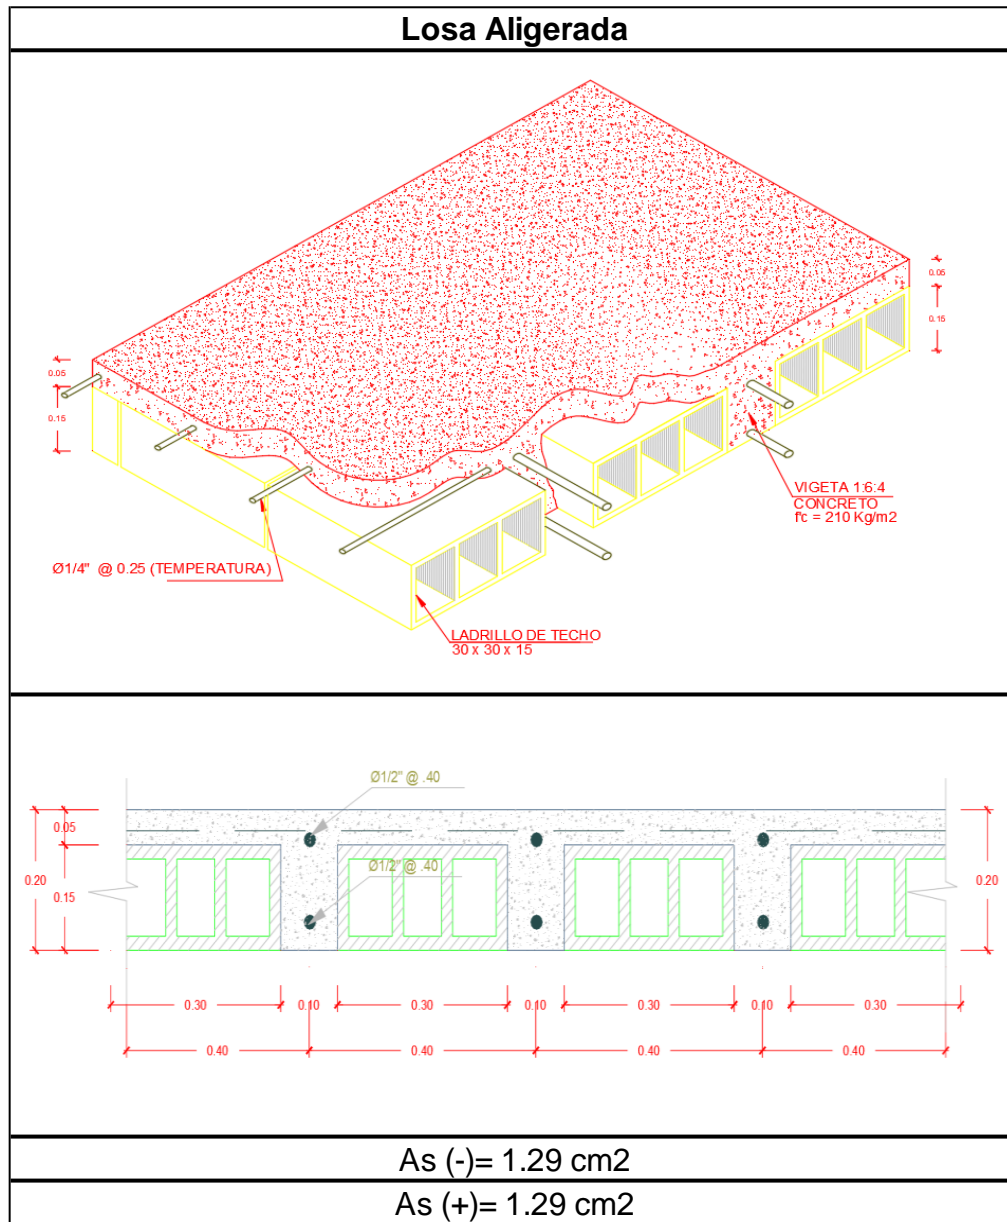 Losa Aligerada
0.05
0.15
0.05
0.15
VIGETA 1:6:4
CONCRETO
f'c = 210 Kg/m2
Ø1/4" @ 0.25 (TEMPERATURA)
LADRILLO DE TECHO
30 x 30 x 15
Ø1/2" @ .40
0.05
0.20
0.15
Ø1/2" @ .40
0.20
0.30
0.10
0.30
0.10
0.30
0.10
0.30
0.40
0.40
0.40
0.40
As (-)= 1.29 cm2
As (+)= 1.29 cm2